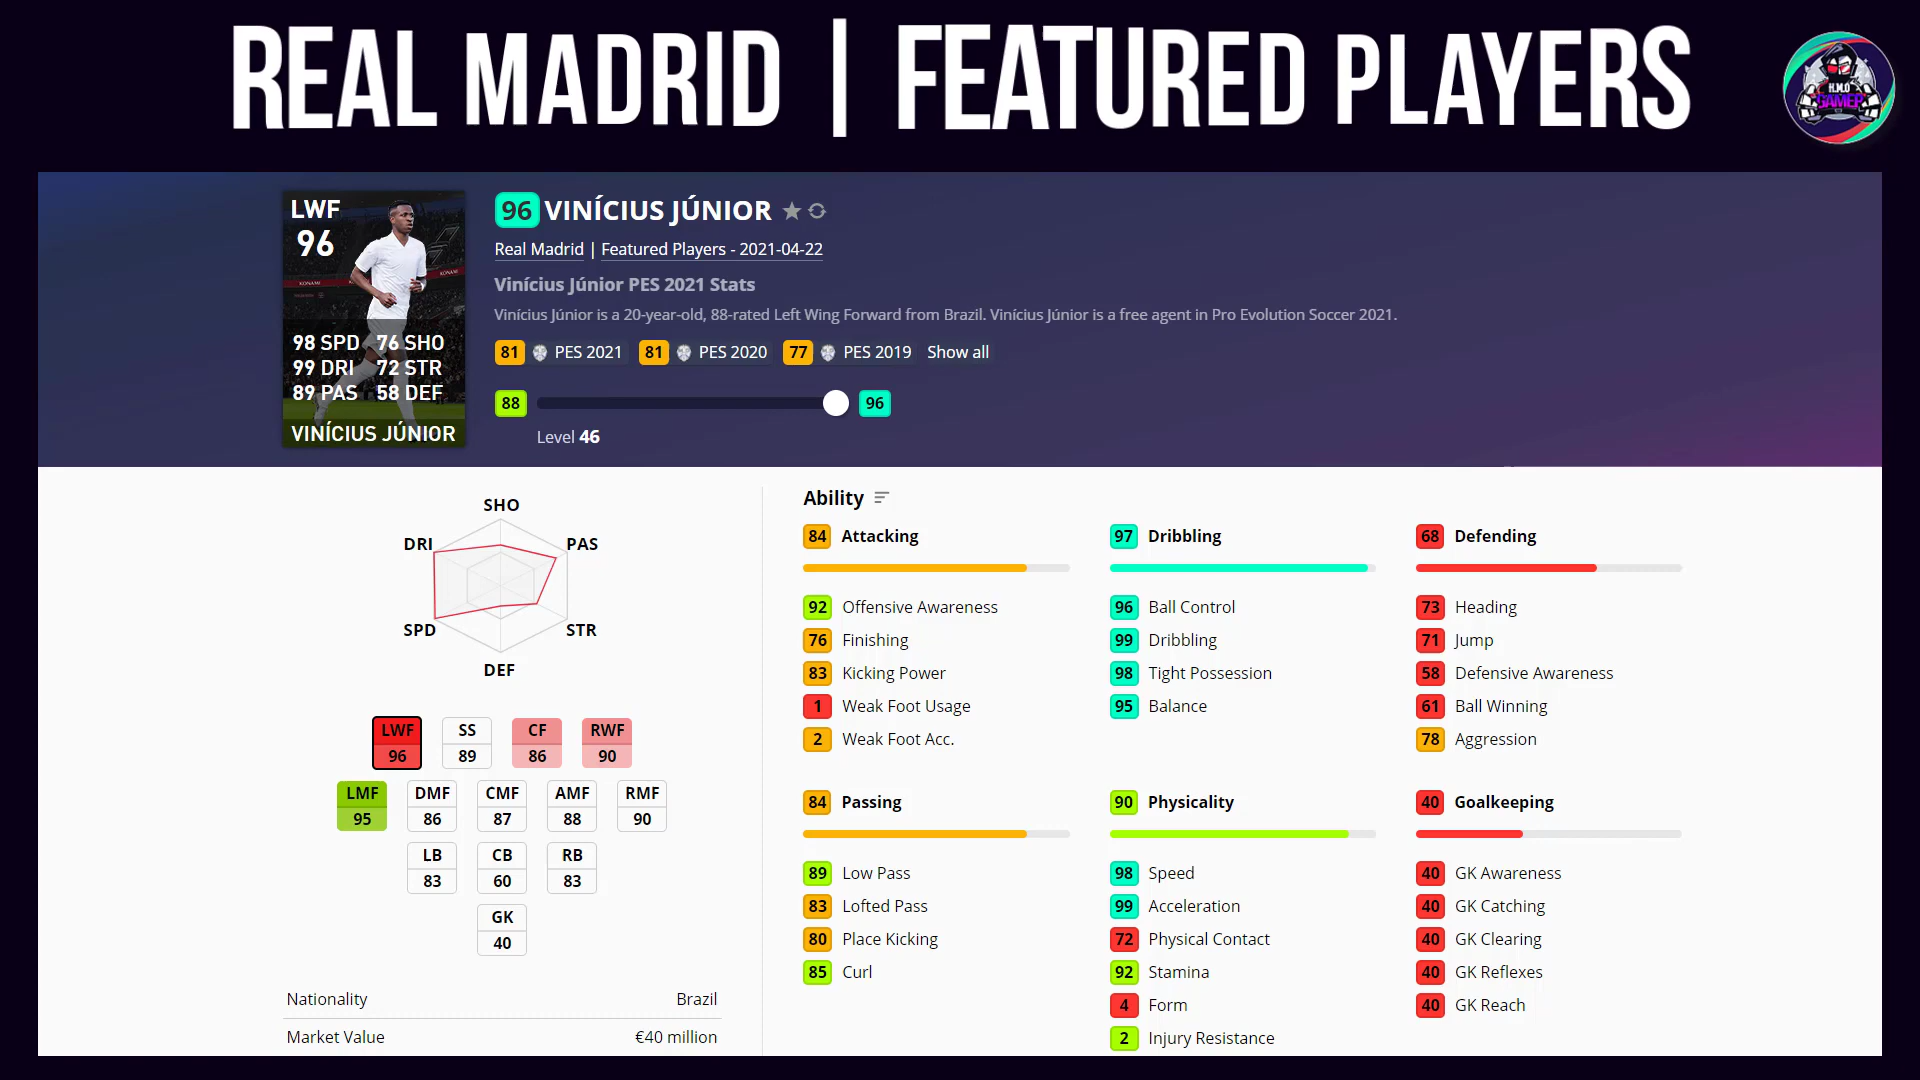 REAL MADRID | FEATURED PLAYERS
H.M.O
GAMER
LWF
96
KONAMI
KONAMI
98 SPD 76 SHO
99 DRI 72 STR
89 PAS 58 DEF
VINÍCIUS JÚNIOR
96 VINÍCIUS JÚNIOR
Real Madrid | Featured Players - 2021-04-22
Vinícius Júnior PES 2021 Stats
Vinícius Júnior is a 20-year-old, 88-rated Left Wing Forward from Brazil. Vinícius Júnior is a free agent in Pro Evolution Soccer 2021.
81 PES 2021 81 PES 2020 77 PES 2019 Show all
88 96
Level 46
SHO
DRI PAS
SPD STR
DEF
LWF SS CF RWF
96 89 86 90
LMF DMF CMF AMF RMF
95 86 87 88 90
LB CB RB
83 60 83
GK
40
Nationality Brazil
Market Value €40 million
Ability
84 Attacking
92 Offensive Awareness
76 Finishing
83 Kicking Power
1 Weak Foot Usage
2 Weak Foot Acc.
97 Dribbling
96 Ball Control
99 Dribbling
98 Tight Possession
95 Balance
68 Defending
73 Heading
71 Jump
58 Defensive Awareness
61 Ball Winning
78 Aggression
84 Passing
89 Low Pass
83 Lofted Pass
80 Place Kicking
85 Curl
90 Physicality
98 Speed
99 Acceleration
72 Physical Contact
92 Stamina
4 Form
2 Injury Resistance
40 Goalkeeping
40 GK Awareness
40 GK Catching
40 GK Clearing
40 GK Reflexes
40 GK Reach